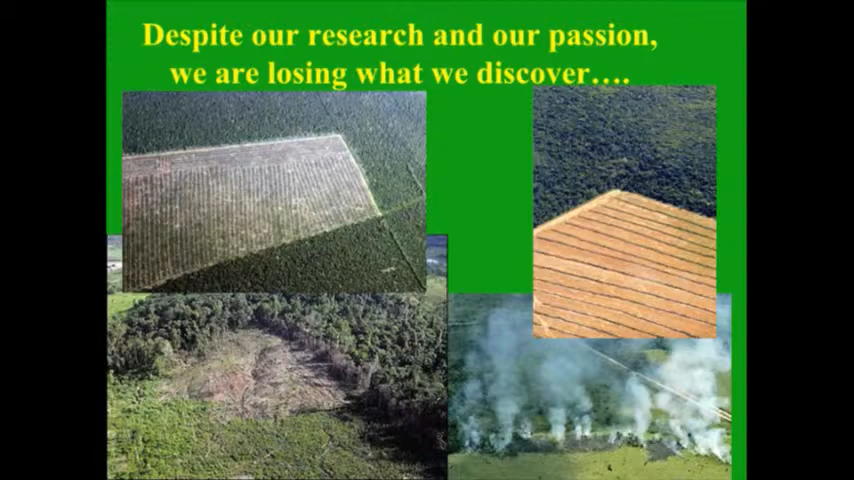 Despite our research and our passion,
we are losing what we discover….